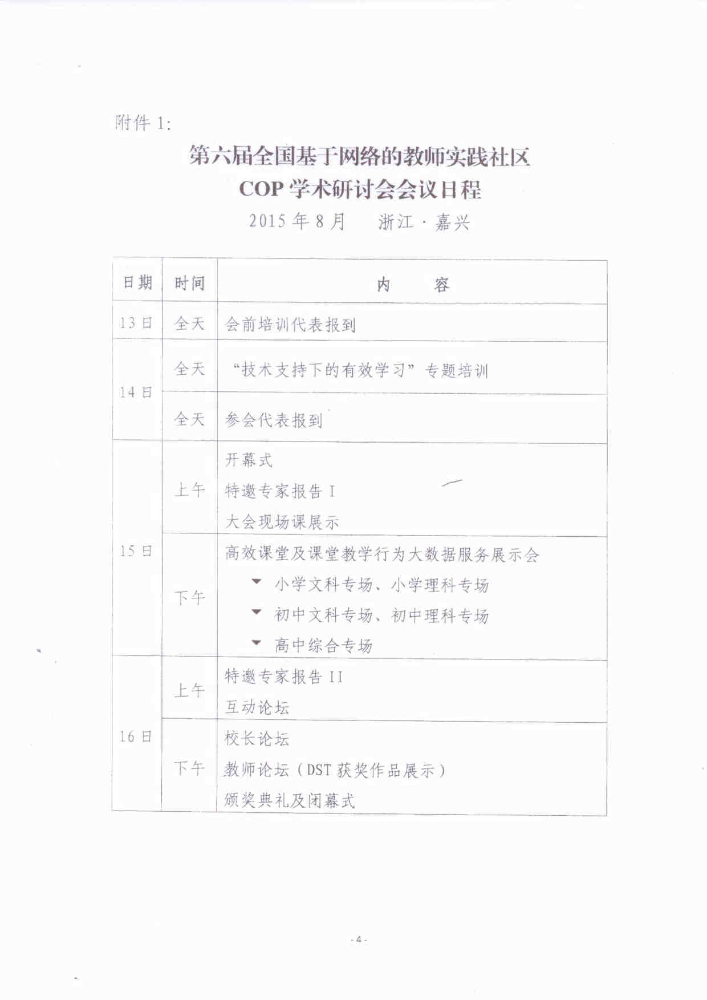 附件 1:
第六届全国基于网络的教师实践社区
COP 学术研讨会会议日程
2015 年 8 月 浙江·嘉兴
日期 时间 内 容
13 日 全天 会前培训代表报到
14 日
全天 “技术支持下的有效学习”专题培训
全天 参会代表报到
15 日
上午
开幕式
特邀专家报告 I
大会现场课展示
下午
高效课堂及课堂教学行为大数据服务展示会
▼ 小学文科专场、小学理科专场
▼ 初中文科专场、初中理科专场
▼ 高中综合专场
16 日
上午
特邀专家报告 II
互动论坛
下午
校长论坛
教师论坛（DST 获奖作品展示）
颁奖典礼及闭幕式
- 4 -